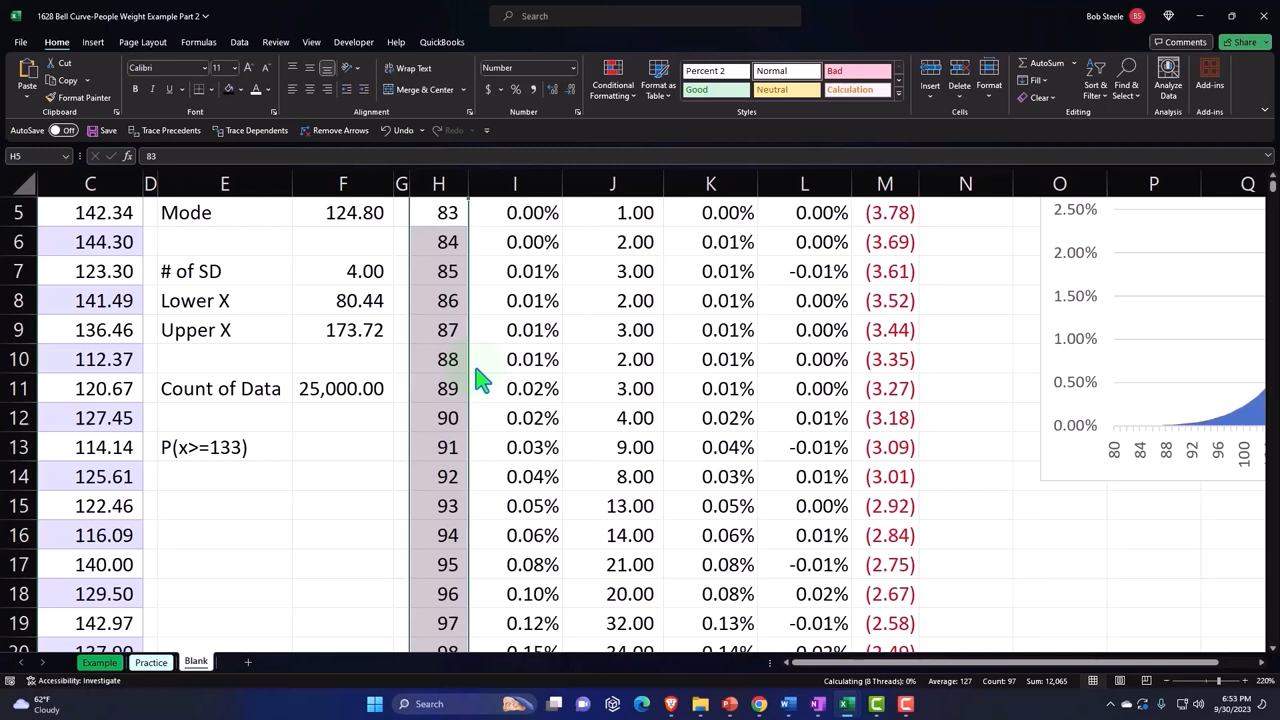 1628 Bell Curve-People Weight Example Part 2
Search
Bob Steele
BS
File Home Insert Page Layout Formulas Data Review View Developer Help QuickBooks
Comments Share
Paste
Cut
Copy
Format Painter
Clipboard
Calibri 11
Font
Wrap Text
Merge & Center
Alignment
Number
Number
Conditional Formatting
Format as Table
Percent 2 Normal Bad
Good Neutral Calculation
Styles
Insert Delete Format
Cells
AutoSum
Fill
Clear
Sort & Filter
Find & Select
Editing
Analyze Data
Analysis
Add-ins
Add-ins
AutoSave Off Save Trace Precedents Trace Dependents Remove Arrows Undo Redo
H5 fx 83
C D E F G H I J K L M N O P Q
5 142.34 Mode 124.80 83 0.00% 1.00 0.00% 0.00% (3.78)
6 144.30 84 0.00% 2.00 0.01% 0.00% (3.69)
7 123.30 # of SD 4.00 85 0.01% 3.00 0.01% -0.01% (3.61)
8 141.49 Lower X 80.44 86 0.01% 2.00 0.01% 0.00% (3.52)
9 136.46 Upper X 173.72 87 0.01% 3.00 0.01% 0.00% (3.44)
10 112.37 88 0.01% 2.00 0.01% 0.00% (3.35)
11 120.67 Count of Data 25,000.00 89 0.02% 3.00 0.01% 0.00% (3.27)
12 127.45 90 0.02% 4.00 0.02% 0.01% (3.18)
13 114.14 P(x>=133) 91 0.03% 9.00 0.04% -0.01% (3.09)
14 125.61 92 0.04% 8.00 0.03% 0.01% (3.01)
15 122.46 93 0.05% 13.00 0.05% 0.00% (2.92)
16 116.09 94 0.06% 14.00 0.06% 0.01% (2.84)
17 140.00 95 0.08% 21.00 0.08% -0.01% (2.75)
18 129.50 96 0.10% 20.00 0.08% 0.02% (2.67)
19 142.97 97 0.12% 32.00 0.13% -0.01% (2.58)
20 137.90 98 0.15% 34.00 0.14% 0.02% (2.49)
2.50%
2.00%
1.50%
1.00%
0.50%
0.00%
80 84 88 92 96 100
Example Practice Blank
Accessibility: Investigate
Calculating (8 Threads): 0% Average: 127 Count: 97 Sum: 12,065 220%
62°F
Cloudy
Search
6:53 PM
9/30/2023